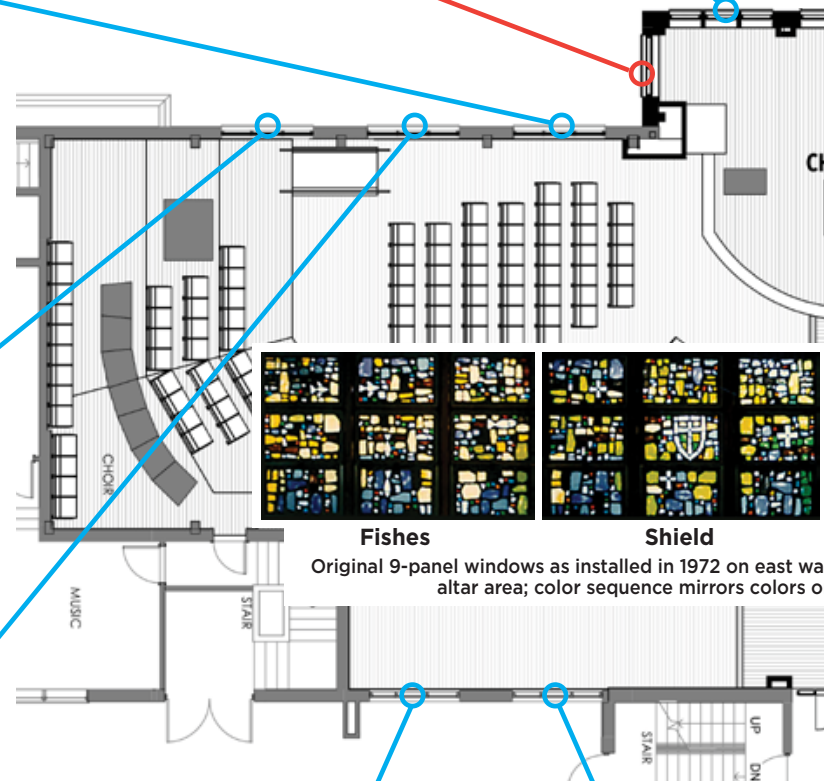 CH
CHOIR
Fishes
Shield
Original 9-panel windows as installed in 1972 on east wa
altar area; color sequence mirrors colors o
MUSIC
STAIR
STAIR
UP
DN